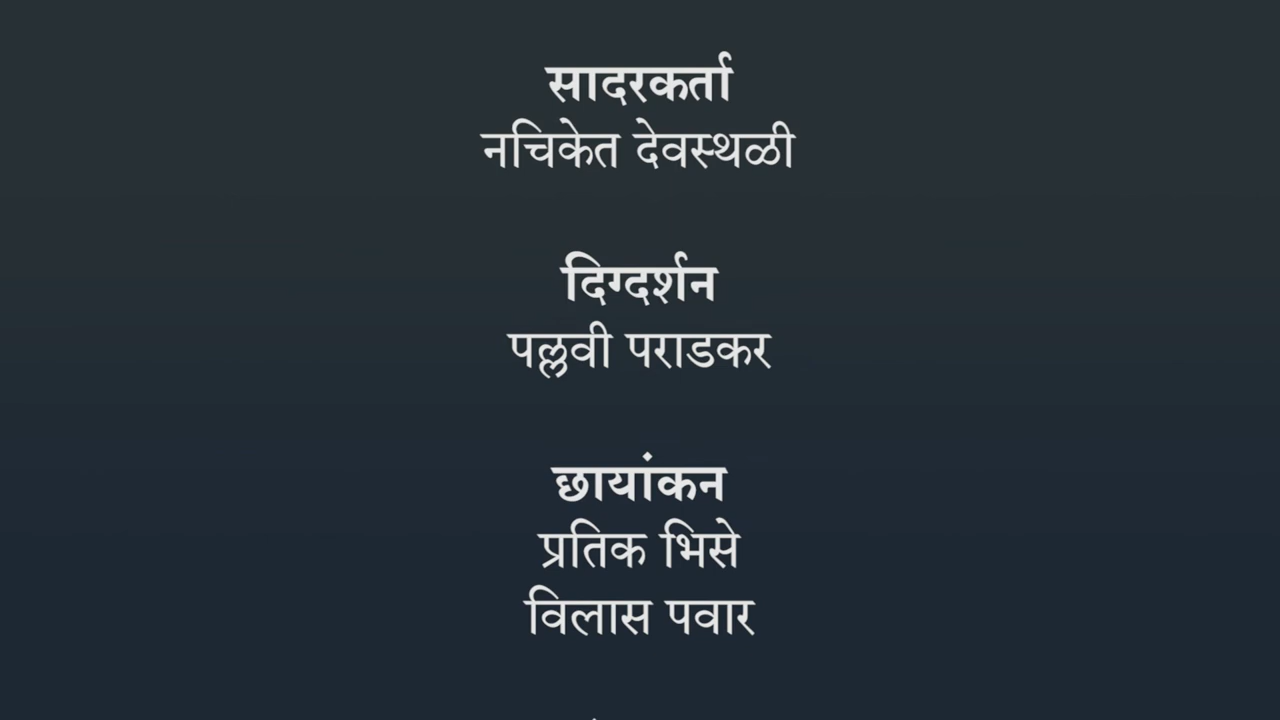 सादरकर्ता
नचिकेत देवस्थळी
दिग्दर्शन
पल्लवी पराडकर
छायांकन
प्रतिक भिसे
विलास पवार